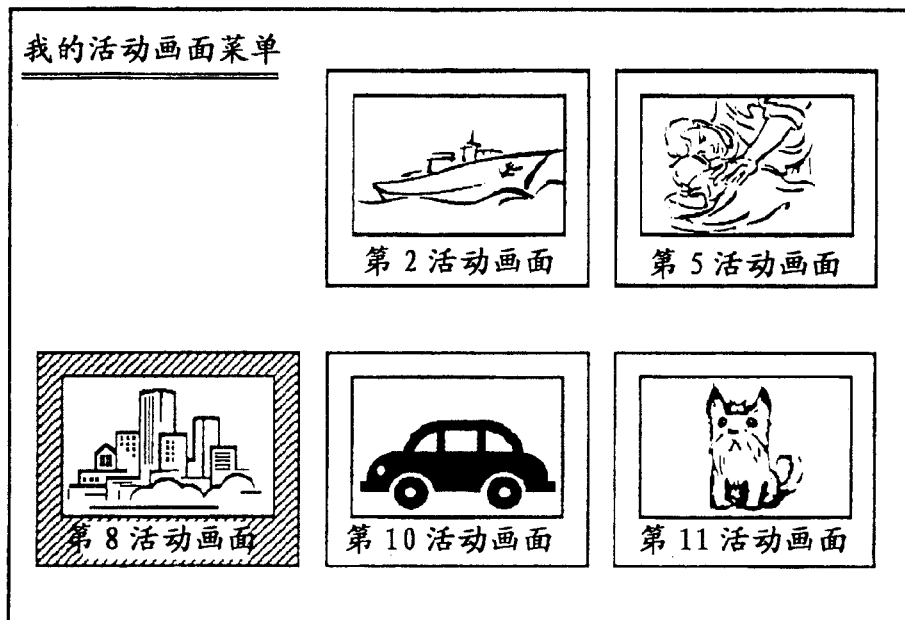 我的活动画面菜单
第 2 活动画面
第 5 活动画面
第 8 活动画面
第 10 活动画面
第 11 活动画面